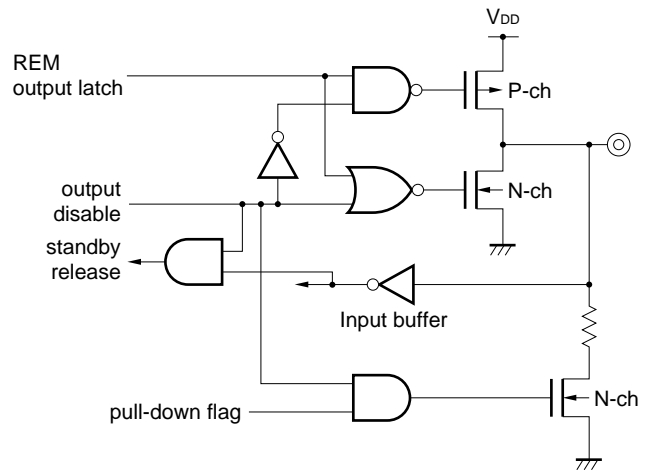 VDD
REM
output latch
P-ch
output
disable
N-ch
standby
release
Input buffer
pull-down flag
N-ch